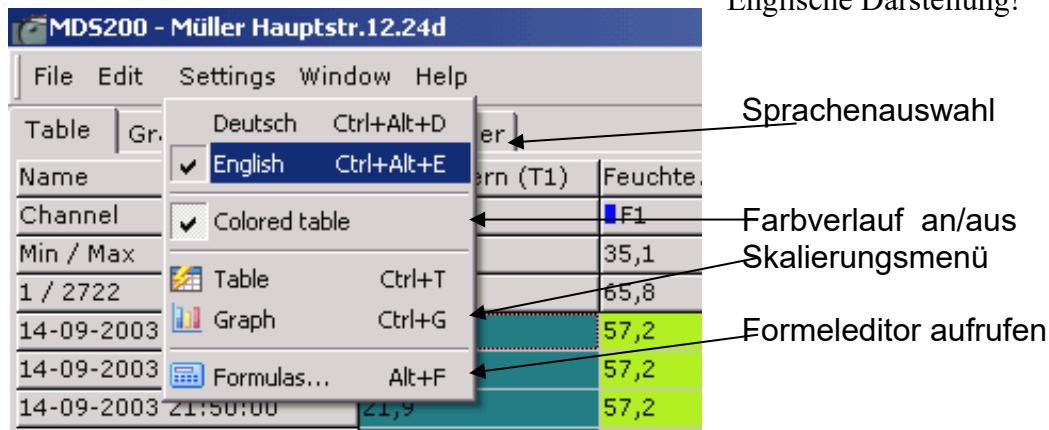 Englische Darstellung!
MDS200 - Müller Hauptstr.12.24d
File Edit Settings Window Help
Sprachenauswahl
Table Gr er
Deutsch Ctrl+Alt+D
English Ctrl+Alt+E
Name ern (T1) Feuchte.
Channel F1
Colored table
Farbverlauf an/aus
Min / Max 35,1
Skalierungsmenü
Table Ctrl+T
1 / 2722 65,8
Graph Ctrl+G
14-09-2003 57,2
Formeleditor aufrufen
14-09-2003 57,2
Formulas... Alt+F
14-09-2003 21:50:00 21,9 57,2